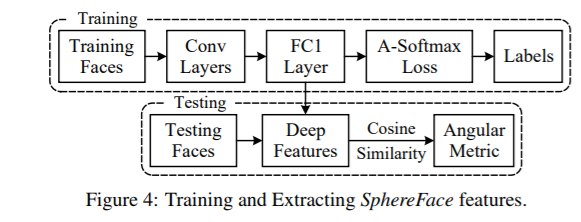 Training
Training
Faces
Conv
Layers
FC1
Layer
A-Softmax
Loss
Labels
Testing
Testing
Faces
Deep
Features
Cosine
Similarity
Angular
Metric
Figure 4: Training and Extracting SphereFace features.